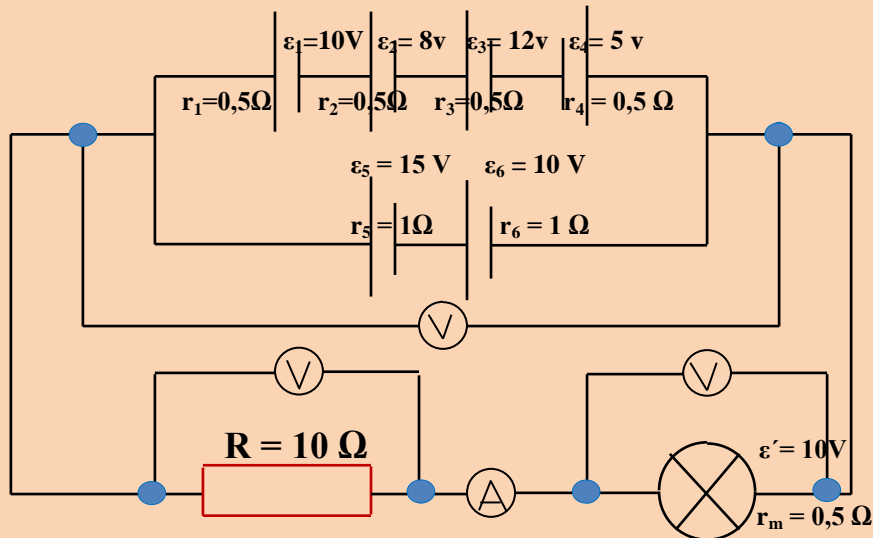 ε₁=10V ε₂= 8v ε₃= 12v ε₄= 5 v
r₁=0,5Ω r₂=0,5Ω r₃=0,5Ω r₄ = 0,5 Ω
ε₅ = 15 V ε₆ = 10 V
r₅ = 1Ω r₆ = 1 Ω
V
V V
R = 10 Ω ε´= 10V
A
r_m = 0,5 Ω